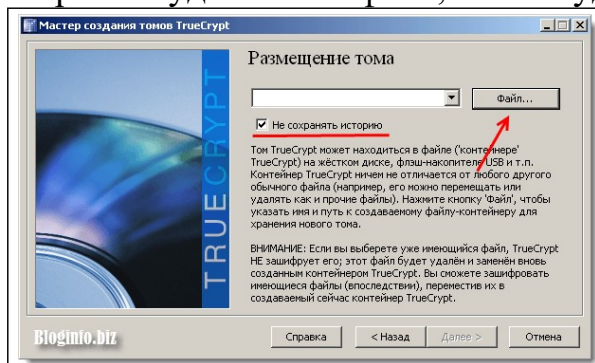 Мастер создания томов TrueCrypt
Размещение тома
Файл...
Не сохранять историю
Том TrueCrypt может находиться в файле ('контейнере'
TrueCrypt) на жёстком диске, флэш-накопителе USB и т.п.
Контейнер TrueCrypt ничем не отличается от любого другого
обычного файла (например, его можно перемещать или
удалять как и прочие файлы). Нажмите кнопку 'Файл', чтобы
указать имя и путь к создаваемому файлу-контейнеру для
хранения нового тома.
ВНИМАНИЕ: Если вы выберете уже имеющийся файл, TrueCrypt
НЕ зашифрует его; этот файл будет удалён и заменён вновь
созданным контейнером TrueCrypt. Вы сможете зашифровать
имеющиеся файлы (впоследствии), переместив их в
создаваемый сейчас контейнер TrueCrypt.
TRUECRYPT
Bloginfo.biz
Справка
< Назад
Далее >
Отмена